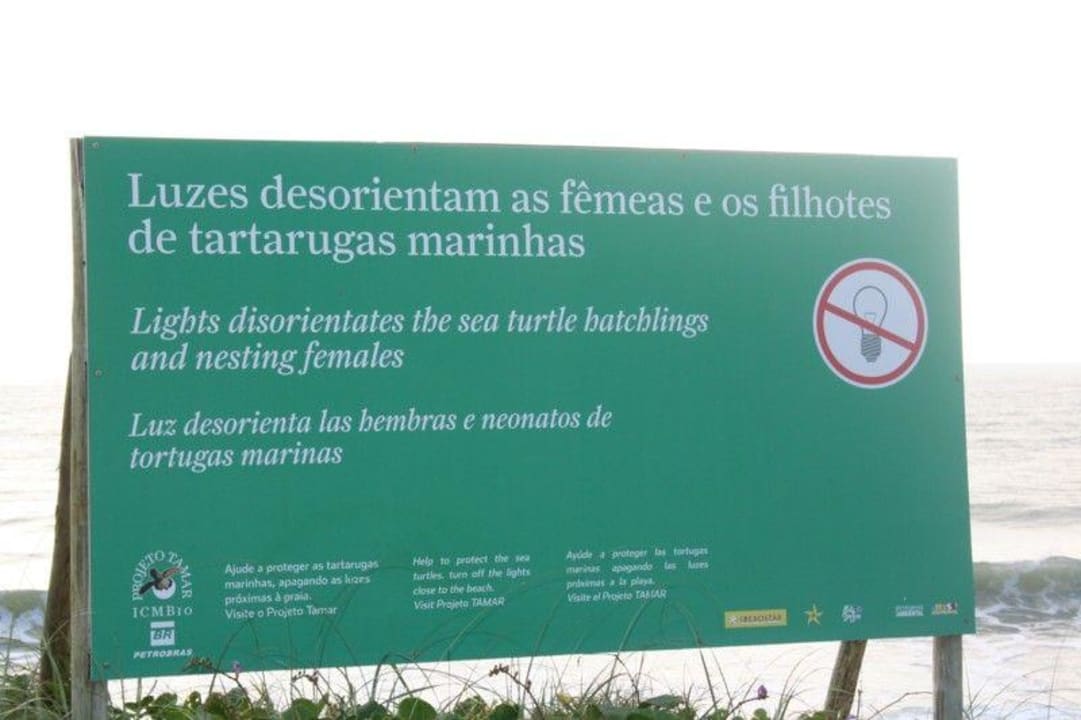 Luzes desorientam as fêmeas e os filhotes
de tartarugas marinhas
Lights disorientates the sea turtle hatchlings
and nesting females
Luz desorienta las hembras e neonatos de
tortugas marinas
PROJETO TAMAR
ICMBio
BR
PETROBRAS
Ajude a proteger as tartarugas
marinhas, apagando as luzes
próximas à praia.
Visite o Projeto Tamar
Help to protect the sea
turtles. turn off the lights
close to the beach.
Visit Projeto TAMAR
Ayúde a proteger las tortugas
marinas apagando las luzes
próximas a la playa.
Visite el Projeto TAMAR